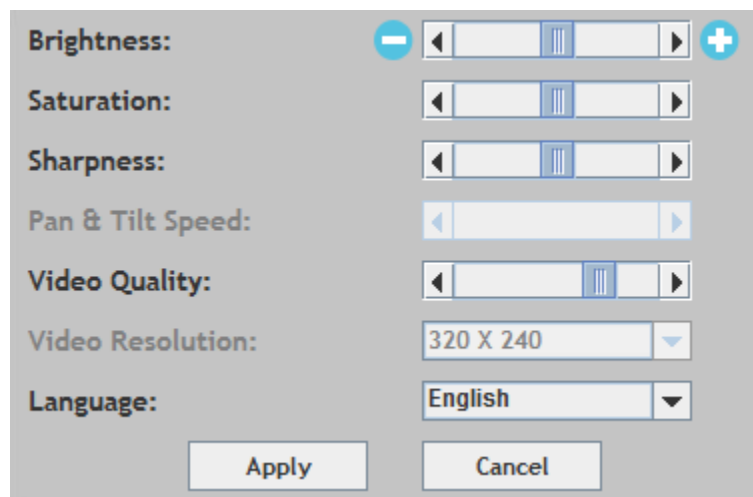 Brightness:
Saturation:
Sharpness:
Pan & Tilt Speed:
Video Quality:
Video Resolution: 320 X 240
Language: English
Apply Cancel